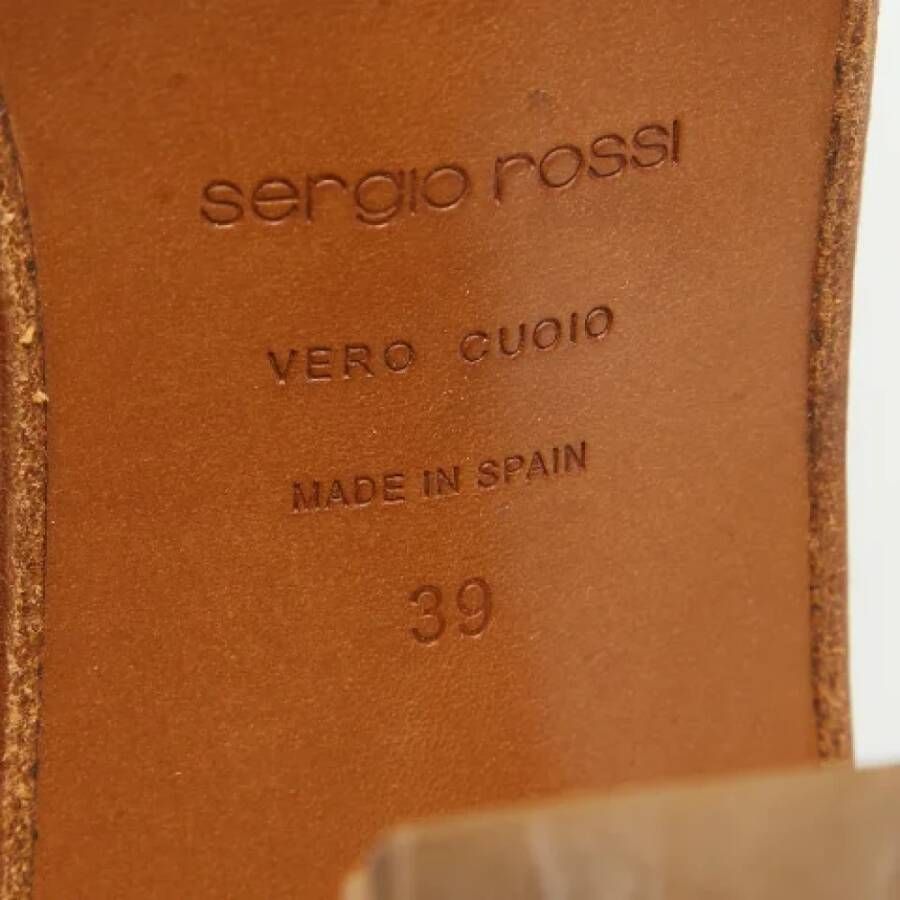 sergio rossi
VERO CUOIO
MADE IN SPAIN
39